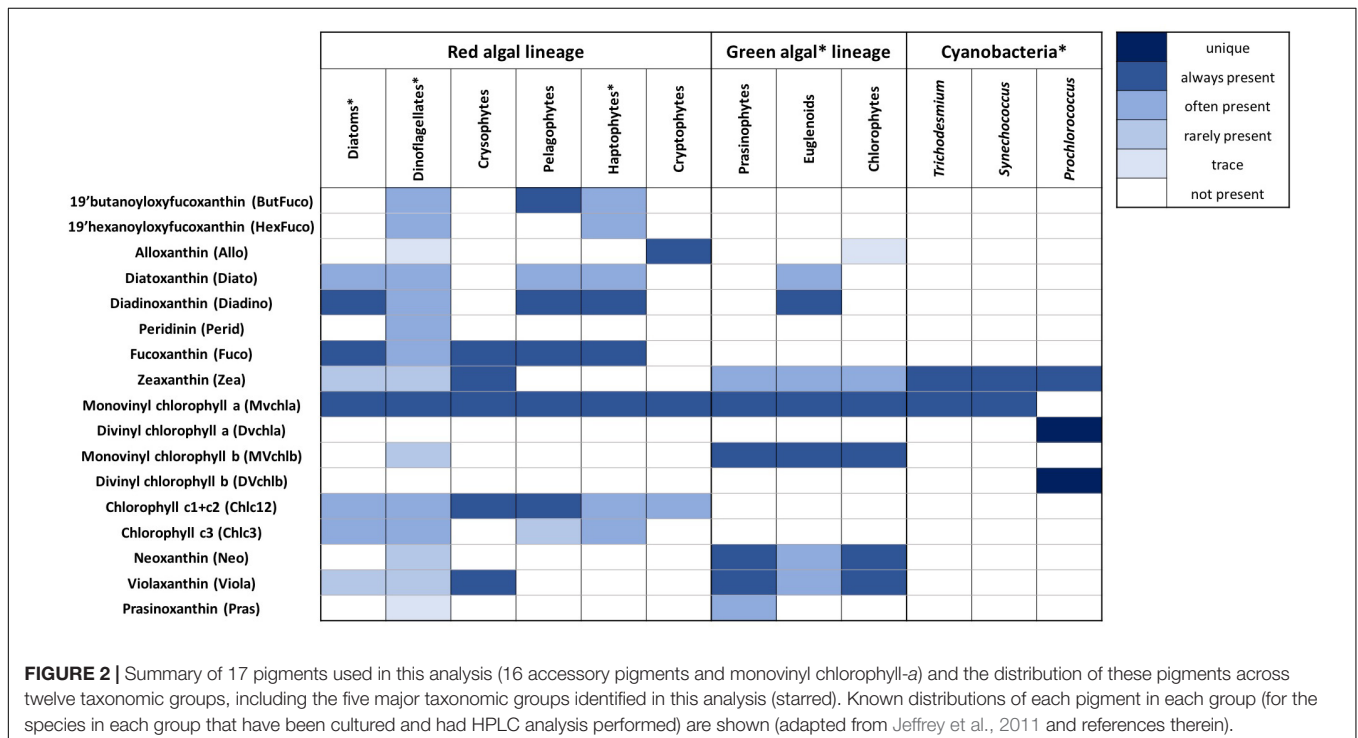 Red algal lineage
Green algal* lineage
Cyanobacteria*
Diatoms*
Dinoflagellates*
Crysophytes
Pelagophytes
Haptophytes*
Cryptophytes
Prasinophytes
Euglenoids
Chlorophytes
Trichodesmium
Synechococcus
Prochlorococcus
unique
always present
often present
rarely present
trace
not present
19'butanoyloxyfucoxanthin (ButFuco)
19'hexanoyloxyfucoxanthin (HexFuco)
Alloxanthin (Allo)
Diatoxanthin (Diato)
Diadinoxanthin (Diadino)
Peridinin (Perid)
Fucoxanthin (Fuco)
Zeaxanthin (Zea)
Monovinyl chlorophyll a (Mvchla)
Divinyl chlorophyll a (Dvchla)
Monovinyl chlorophyll b (MVchlb)
Divinyl chlorophyll b (DVchlb)
Chlorophyll c1+c2 (Chlc12)
Chlorophyll c3 (Chlc3)
Neoxanthin (Neo)
Violaxanthin (Viola)
Prasinoxanthin (Pras)
FIGURE 2 | Summary of 17 pigments used in this analysis (16 accessory pigments and monovinyl chlorophyll-a) and the distribution of these pigments across
twelve taxonomic groups, including the five major taxonomic groups identified in this analysis (starred). Known distributions of each pigment in each group (for the
species in each group that have been cultured and had HPLC analysis performed) are shown (adapted from Jeffrey et al., 2011 and references therein).